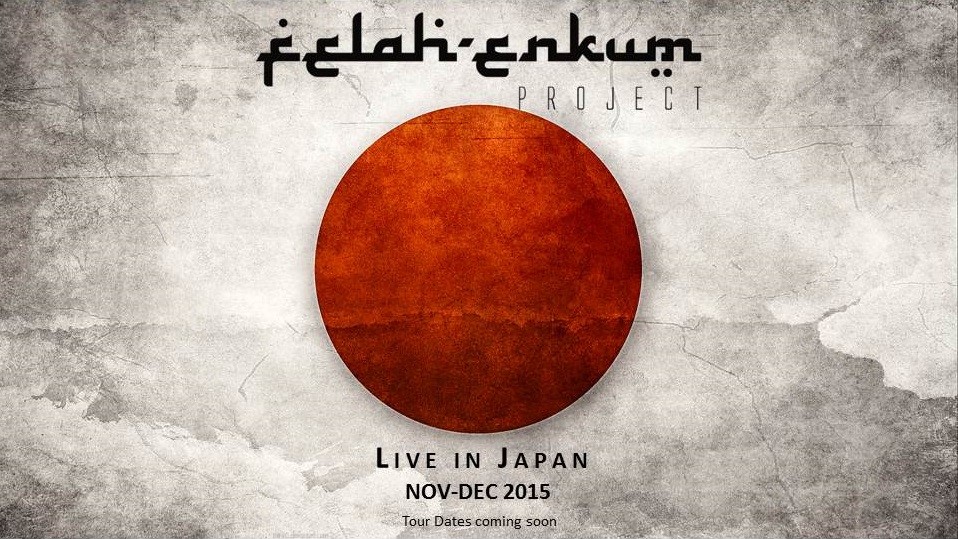 felah-enkum
PROJECT
LIVE IN JAPAN
NOV-DEC 2015
Tour Dates coming soon